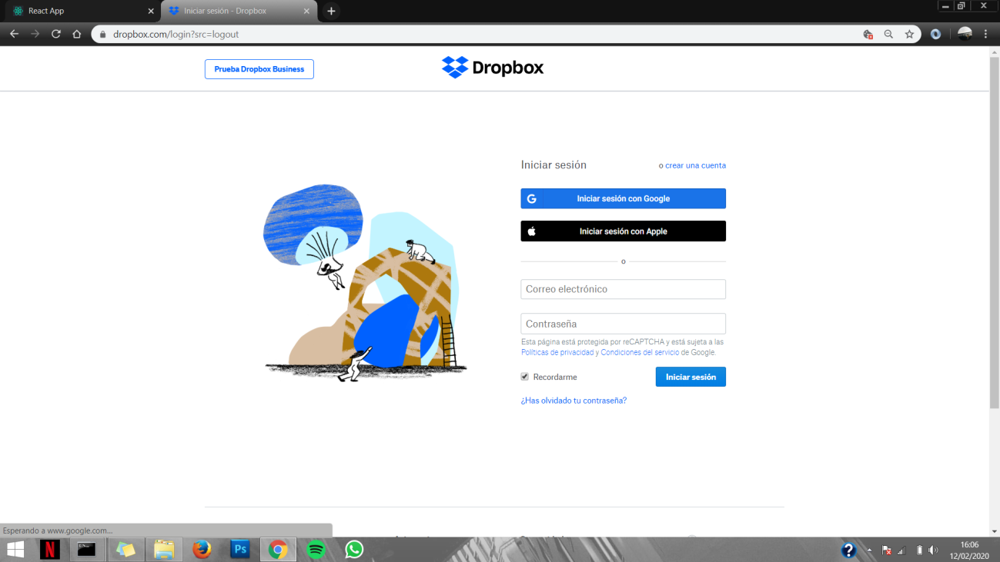 React App
Iniciar sesión - Dropbox
dropbox.com/login?src=logout
Prueba Dropbox Business
Dropbox
Iniciar sesión
o crear una cuenta
Iniciar sesión con Google
Iniciar sesión con Apple
o
Correo electrónico
Contraseña
Esta página está protegida por reCAPTCHA y está sujeta a las
Políticas de privacidad y Condiciones del servicio de Google.
Recordarme
Iniciar sesión
¿Has olvidado tu contraseña?
Esperando a www.google.com...
N
Ps
16:06
12/02/2020